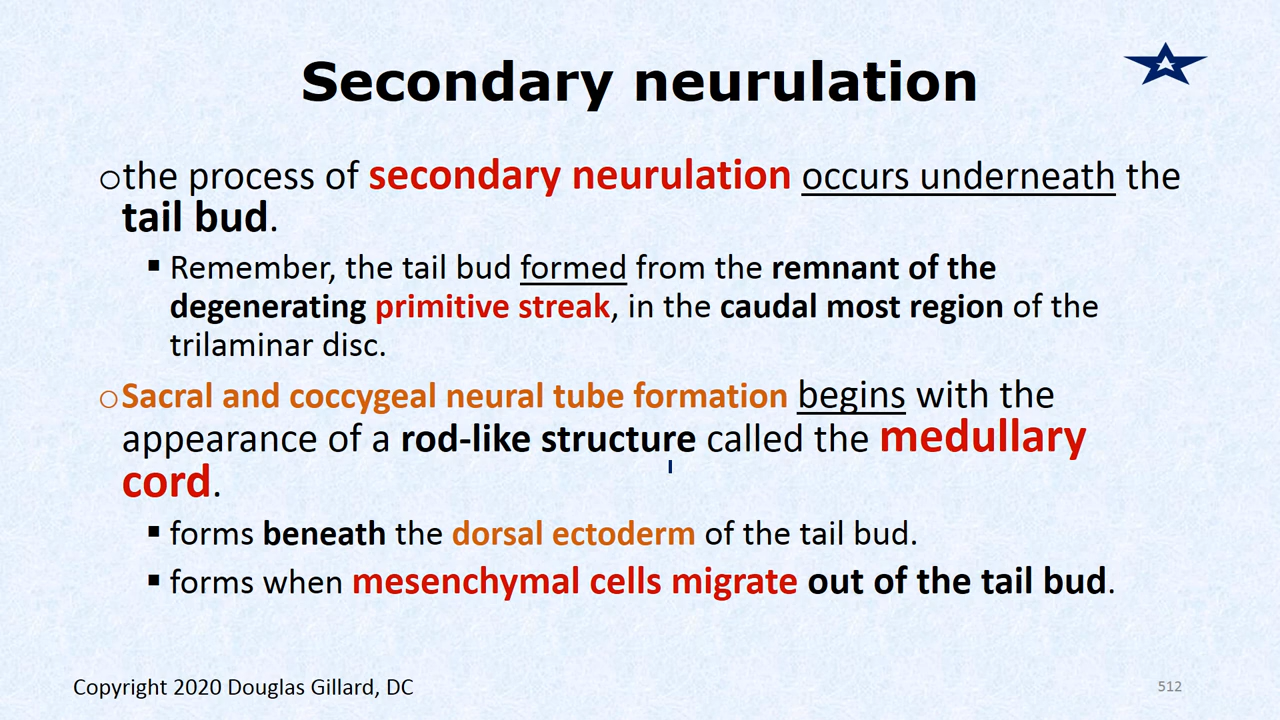 Secondary neurulation
○the process of secondary neurulation occurs underneath the
tail bud.
▪ Remember, the tail bud formed from the remnant of the
degenerating primitive streak, in the caudal most region of the
trilaminar disc.
○Sacral and coccygeal neural tube formation begins with the
appearance of a rod-like structure called the medullary
cord.
▪ forms beneath the dorsal ectoderm of the tail bud.
▪ forms when mesenchymal cells migrate out of the tail bud.
Copyright 2020 Douglas Gillard, DC
512